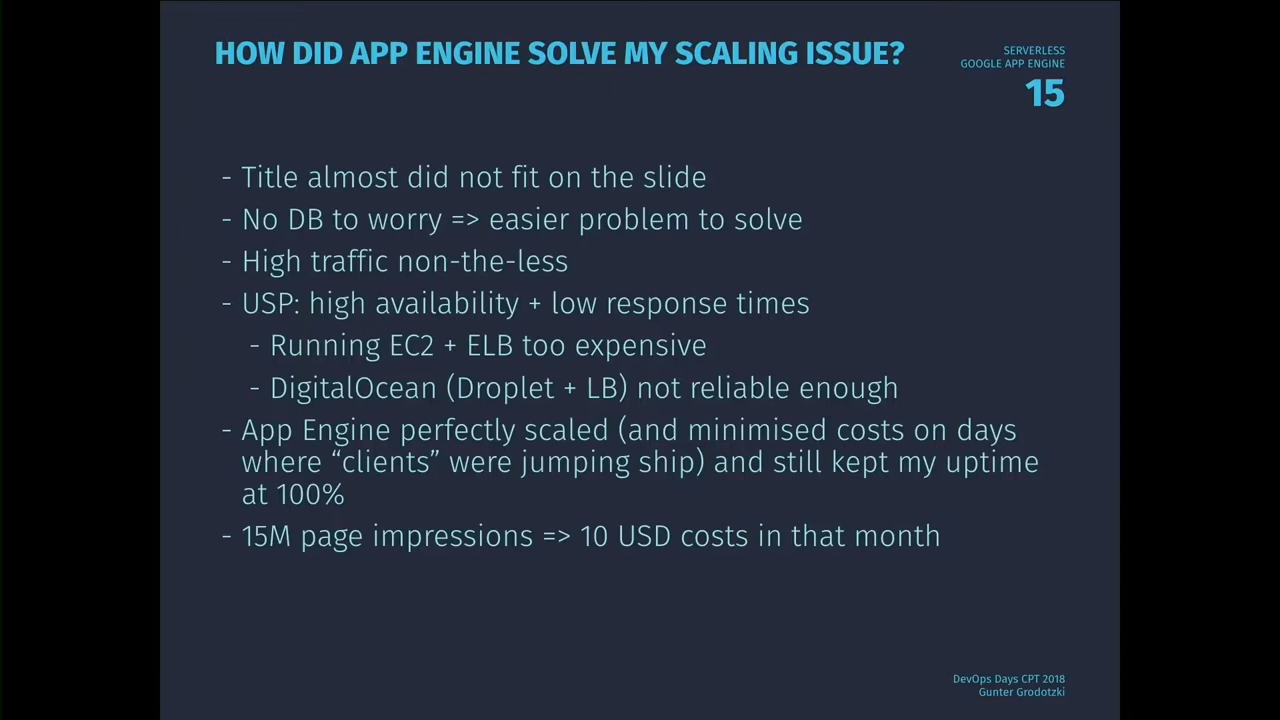 HOW DID APP ENGINE SOLVE MY SCALING ISSUE?
SERVERLESS
GOOGLE APP ENGINE
15
- Title almost did not fit on the slide
- No DB to worry => easier problem to solve
- High traffic non-the-less
- USP: high availability + low response times
- Running EC2 + ELB too expensive
- DigitalOcean (Droplet + LB) not reliable enough
- App Engine perfectly scaled (and minimised costs on days
where “clients” were jumping ship) and still kept my uptime
at 100%
- 15M page impressions => 10 USD costs in that month
DevOps Days CPT 2018
Gunter Grodotzki